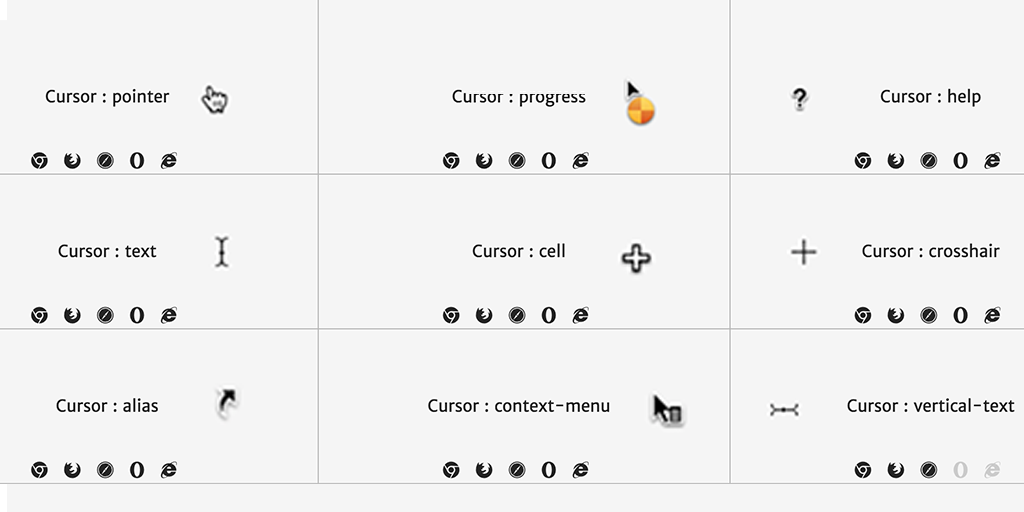 Cursor : pointer
Cursor : progress
Cursor : help
Cursor : text
Cursor : cell
Cursor : crosshair
Cursor : alias
Cursor : context-menu
Cursor : vertical-text